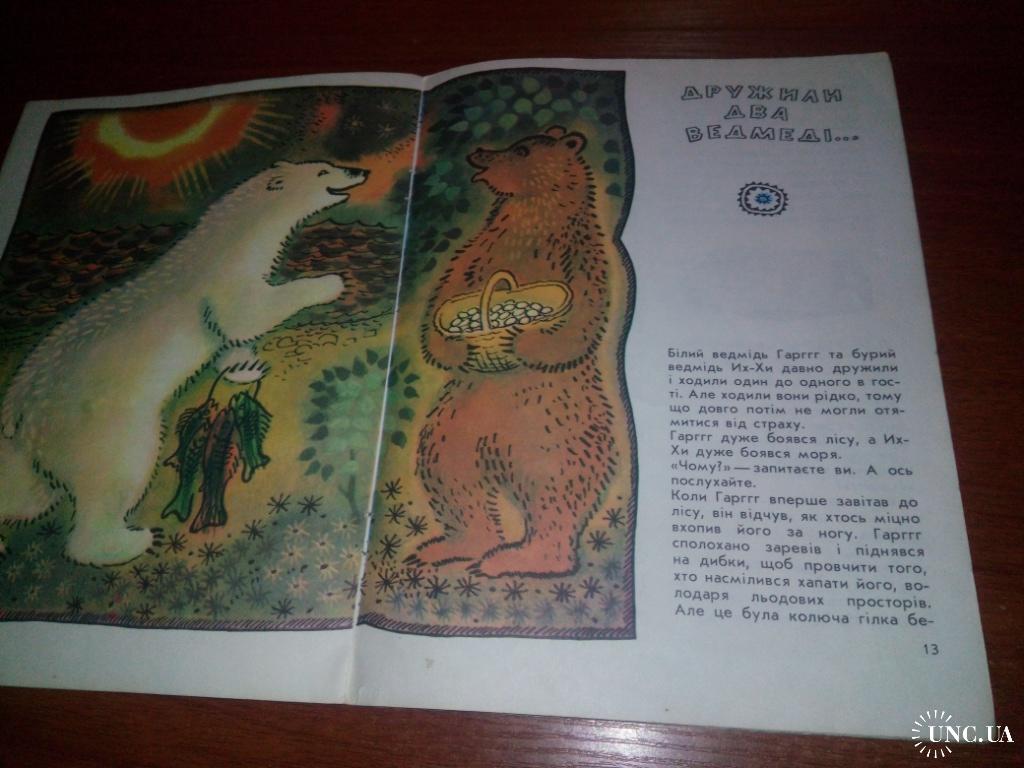 ДРУЖИЛИ
ДВА
ВЕДМЕДІ...
Білий ведмідь Гарггг та бурий
ведмідь Их-Хи давно дружили
і ходили один до одного в гос-
ті. Але ходили вони рідко, тому
що довго потім не могли отя-
митися від страху.
Гарггг дуже боявся лісу, а Их-
Хи дуже боявся моря.
«Чому?» — запитаєте ви. А ось
послухайте.
Коли Гарггг вперше завітав до
лісу, він відчув, як хтось міцно
вхопив його за ногу. Гарггг
сполохано заревів і піднявся
на дибки, щоб провчити того,
хто насмілився хапати його, во-
лодаря льодових просторів.
Але це була колюча гілка бе-
13
UNC.UA